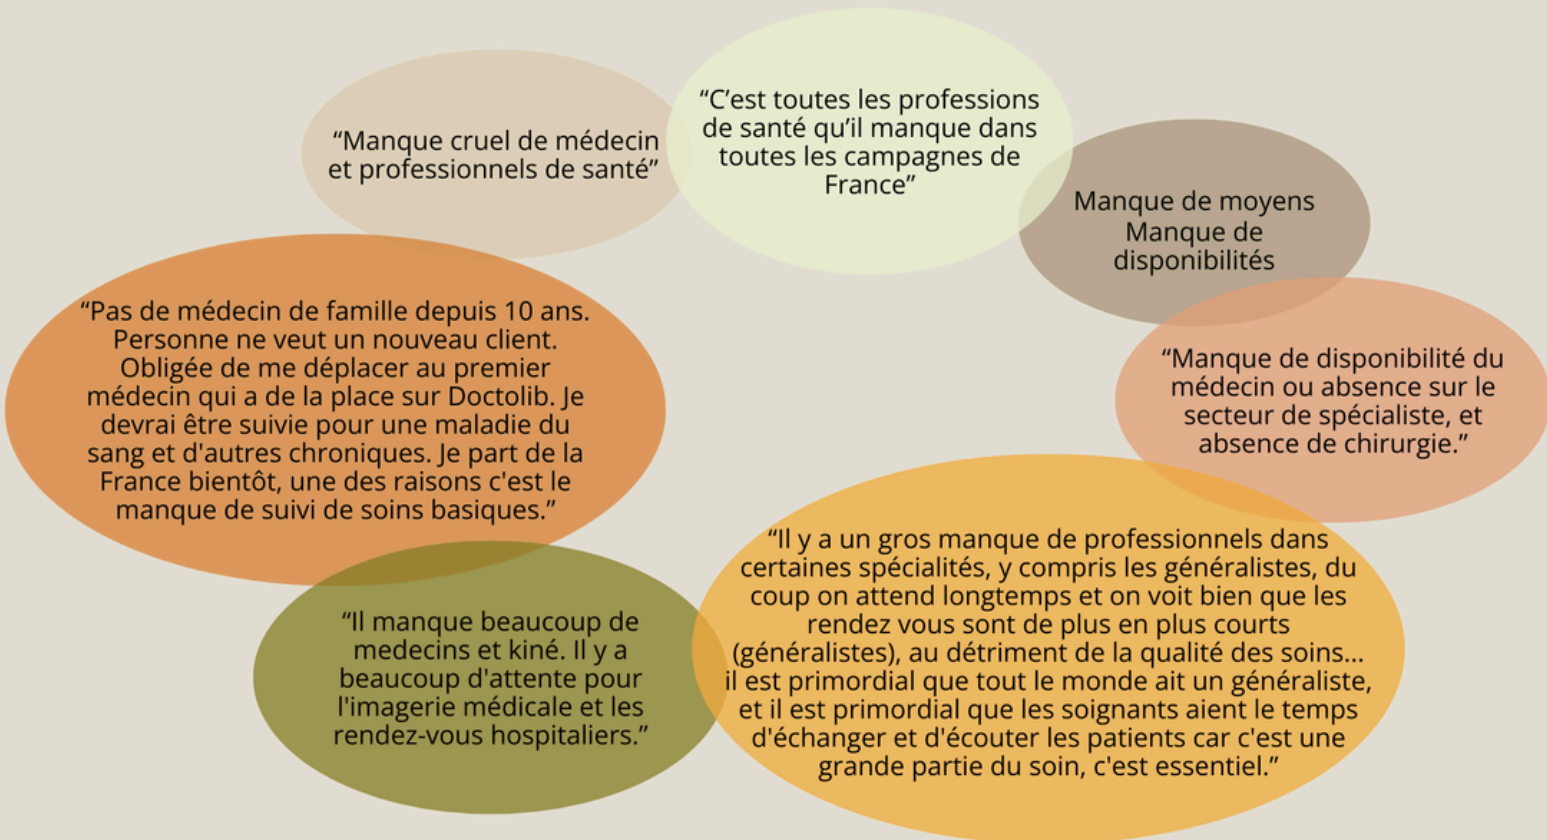 “Manque cruel de médecin
et professionnels de santé”
“C’est toutes les professions
de santé qu’il manque dans
toutes les campagnes de
France”
Manque de moyens
Manque de
disponibilités
“Pas de médecin de famille depuis 10 ans.
Personne ne veut un nouveau client.
Obligée de me déplacer au premier
médecin qui a de la place sur Doctolib. Je
devrai être suivie pour une maladie du
sang et d'autres chroniques. Je part de la
France bientôt, une des raisons c'est le
manque de suivi de soins basiques.”
“Manque de disponibilité du
médecin ou absence sur le
secteur de spécialiste, et
absence de chirurgie.”
“Il manque beaucoup de
medecins et kiné. Il y a
beaucoup d'attente pour
l'imagerie médicale et les
rendez-vous hospitaliers.”
“Il y a un gros manque de professionnels dans
certaines spécialités, y compris les généralistes, du
coup on attend longtemps et on voit bien que les
rendez vous sont de plus en plus courts
(généralistes), au détriment de la qualité des soins...
il est primordial que tout le monde ait un généraliste,
et il est primordial que les soignants aient le temps
d'échanger et d'écouter les patients car c'est une
grande partie du soin, c'est essentiel.”